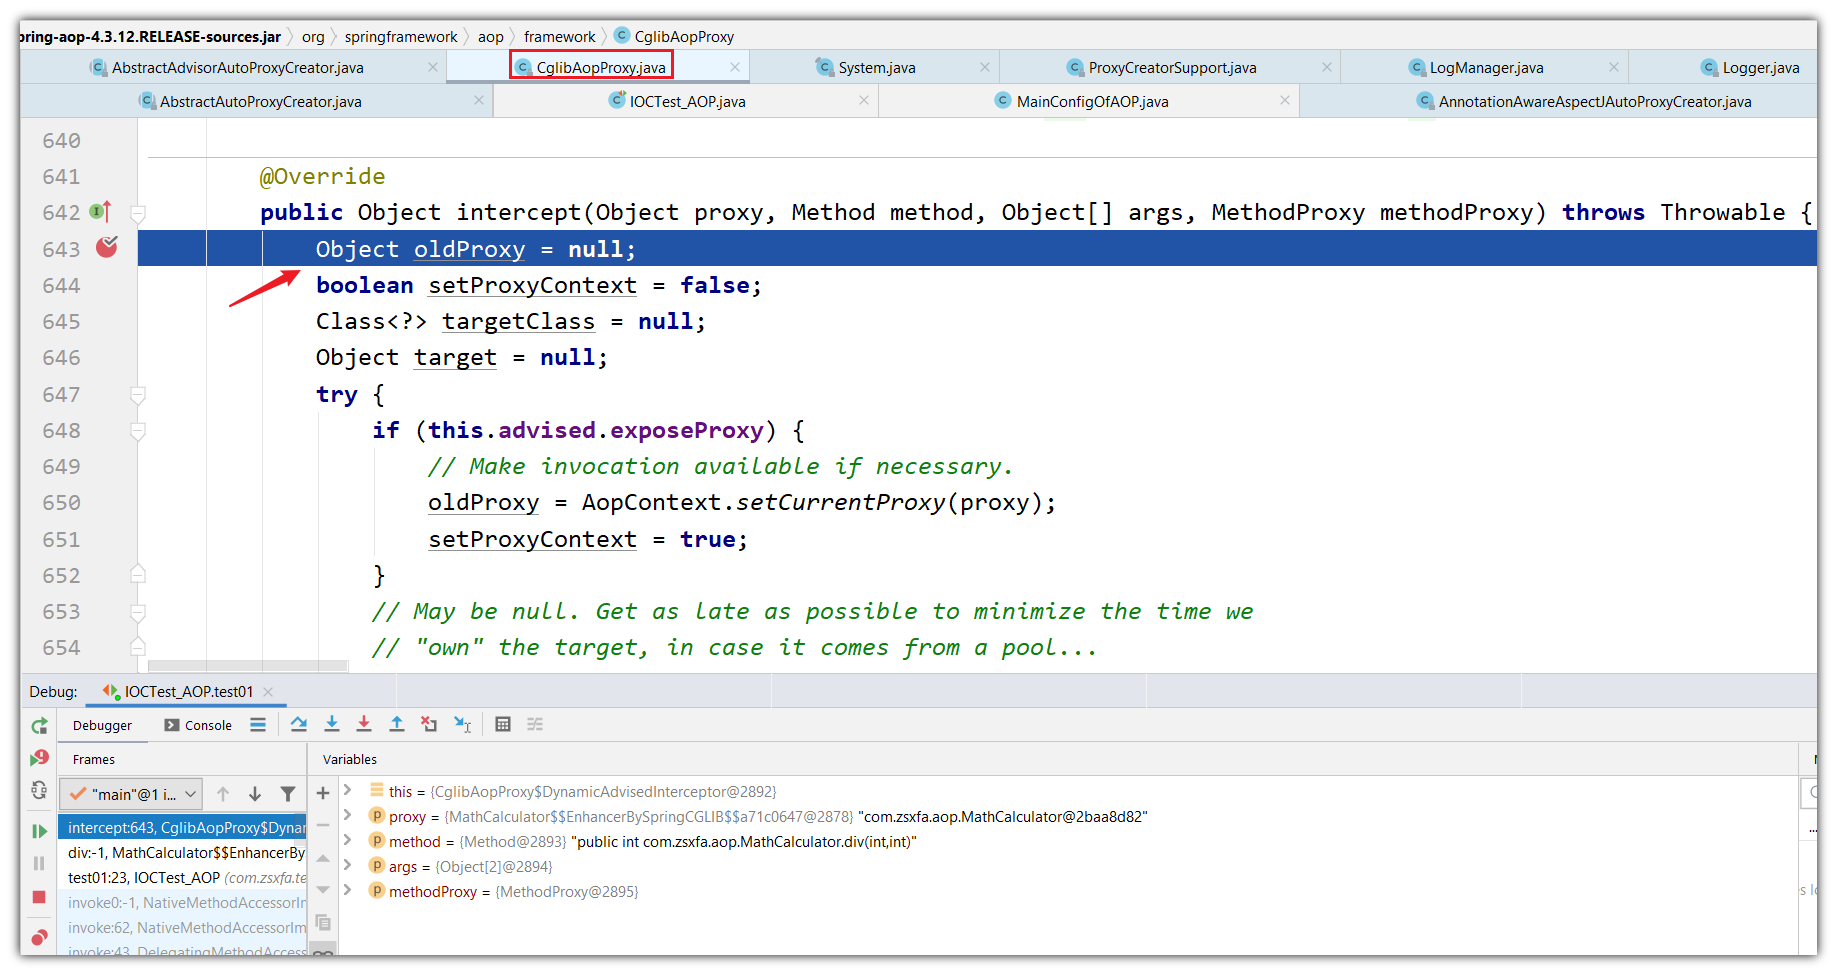 pring-aop-4.3.12.RELEASE-sources.jar org springframework aop framework CglibAopProxy
AbstractAdvisorAutoProxyCreator.java CglibAopProxy.java System.java ProxyCreatorSupport.java LogManager.java Logger.java
AbstractAutoProxyCreator.java IOCTest_AOP.java MainConfigOfAOP.java AnnotationAwareAspectJAutoProxyCreator.java
640
641 @Override
642 public Object intercept(Object proxy, Method method, Object[] args, MethodProxy methodProxy) throws Throwable {
643 Object oldProxy = null;
644 boolean setProxyContext = false;
645 Class<?> targetClass = null;
646 Object target = null;
647 try {
648 if (this.advised.exposeProxy) {
649 // Make invocation available if necessary.
650 oldProxy = AopContext.setCurrentProxy(proxy);
651 setProxyContext = true;
652 }
653 // May be null. Get as late as possible to minimize the time we
654 // "own" the target, in case it comes from a pool...
Debug: IOCTest_AOP.test01
Debugger Console
Frames Variables
"main"@1 i...
intercept:643, CglibAopProxy$Dynar
div:-1, MathCalculator$$EnhancerBy
test01:23, IOCTest_AOP (com.zsxfa.te
invoke0:-1, NativeMethodAccessorIm
invoke:62, NativeMethodAccessorIm
invoke:43, DelegatingMethodAccess
this = {CglibAopProxy$DynamicAdvisedInterceptor@2892}
proxy = {MathCalculator$$EnhancerBySpringCGLIB$$a71c0647@2878} "com.zsxfa.aop.MathCalculator@2baa8d82"
method = {Method@2893} "public int com.zsxfa.aop.MathCalculator.div(int,int)"
args = {Object[2]@2894}
methodProxy = {MethodProxy@2895}